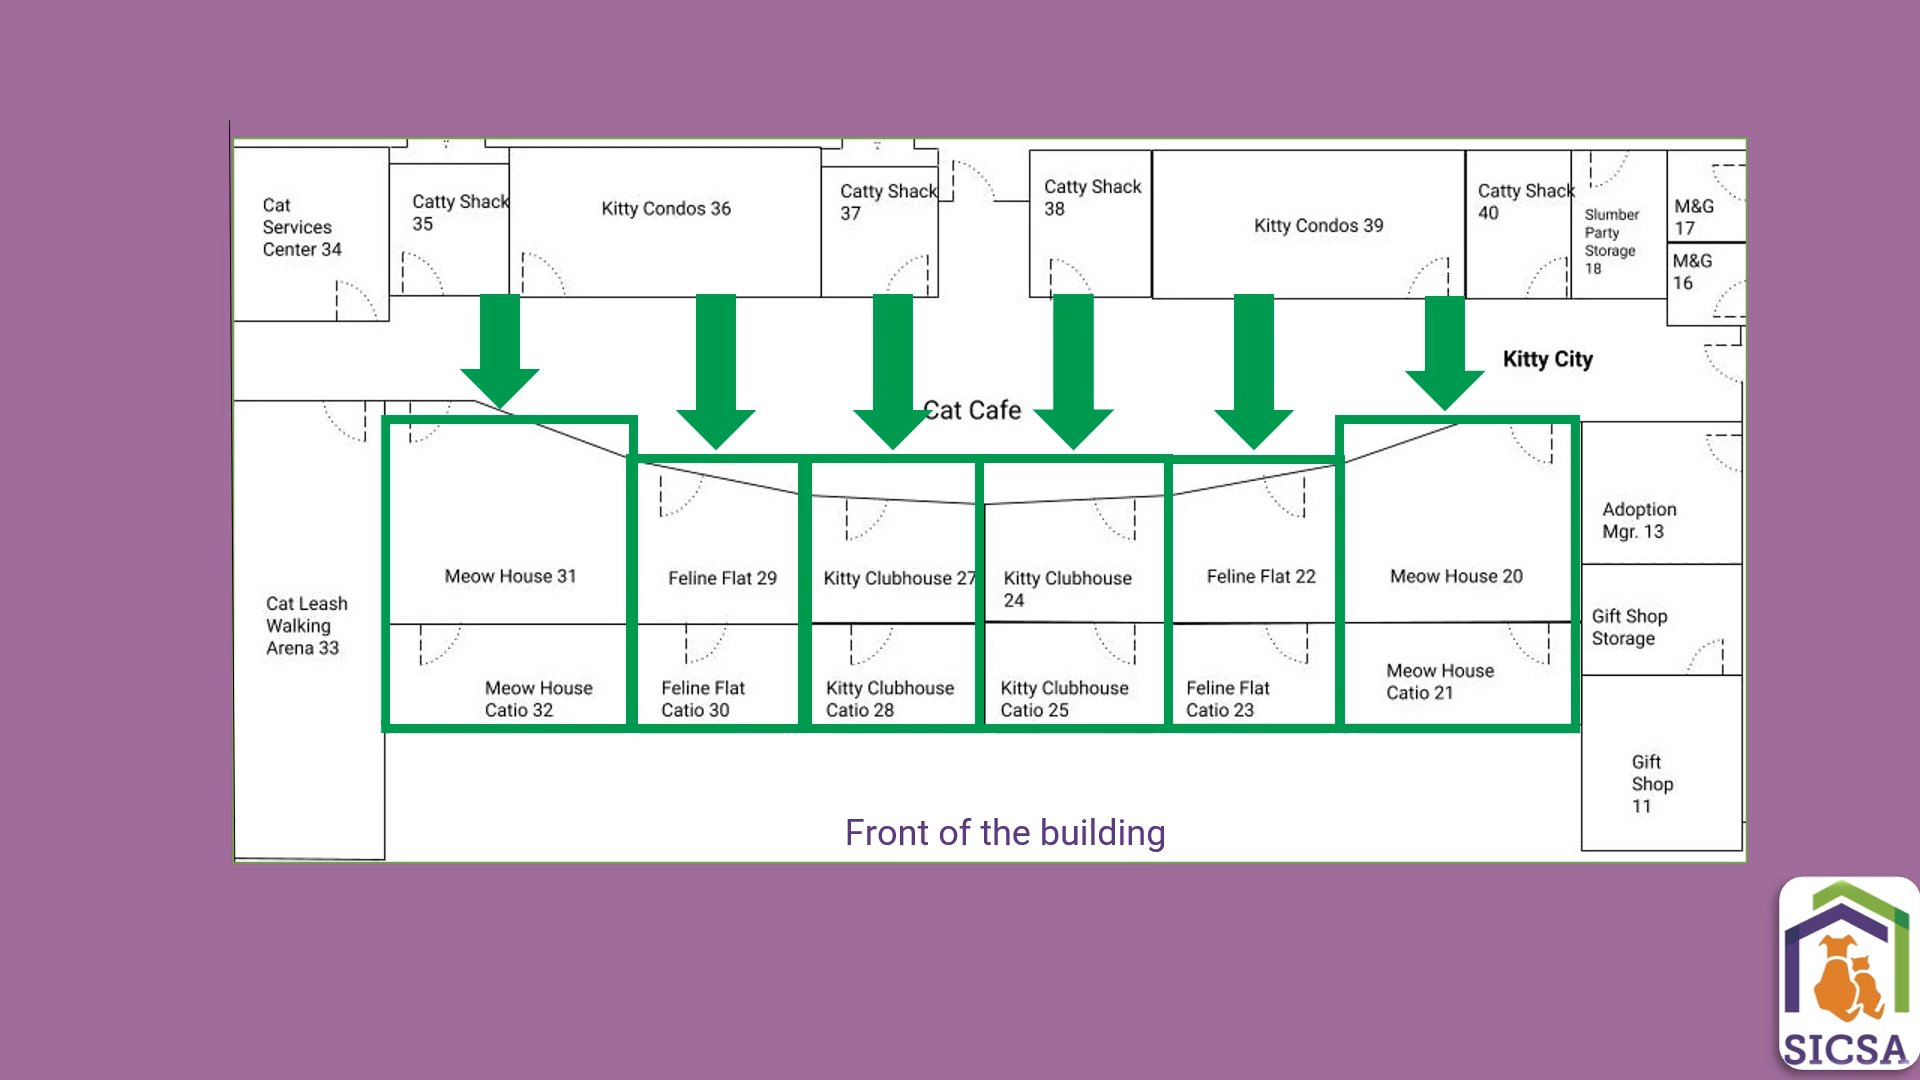 Cat
Services
Center 34
Catty Shack
35
Kitty Condos 36
Catty Shack
37
Catty Shack
38
Kitty Condos 39
Catty Shack
40
Slumber
Party
Storage
18
M&G
17
M&G
16
Kitty City
Cat Cafe
Cat Leash
Walking
Arena 33
Meow House 31
Feline Flat 29
Kitty Clubhouse 27
Kitty Clubhouse
24
Feline Flat 22
Meow House 20
Adoption
Mgr. 13
Gift Shop
Storage
Meow House
Catio 32
Feline Flat
Catio 30
Kitty Clubhouse
Catio 28
Kitty Clubhouse
Catio 25
Feline Flat
Catio 23
Meow House
Catio 21
Gift
Shop
11
Front of the building
SICSA